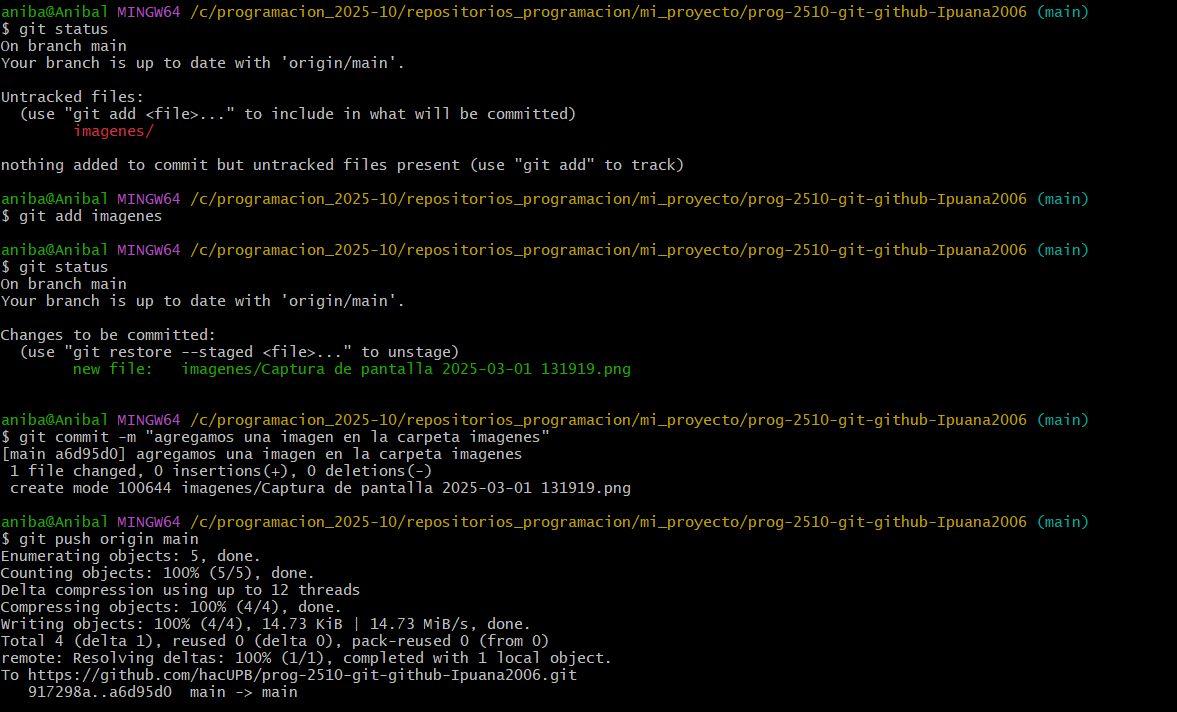 aniba@Anibal MINGW64 /c/programacion_2025-10/repositorios_programacion/mi_proyecto/prog-2510-git-github-Ipuana2006 (main)
$ git status
On branch main
Your branch is up to date with 'origin/main'.

Untracked files:
  (use "git add <file>..." to include in what will be committed)
        imagenes/

nothing added to commit but untracked files present (use "git add" to track)

aniba@Anibal MINGW64 /c/programacion_2025-10/repositorios_programacion/mi_proyecto/prog-2510-git-github-Ipuana2006 (main)
$ git add imagenes

aniba@Anibal MINGW64 /c/programacion_2025-10/repositorios_programacion/mi_proyecto/prog-2510-git-github-Ipuana2006 (main)
$ git status
On branch main
Your branch is up to date with 'origin/main'.

Changes to be committed:
  (use "git restore --staged <file>..." to unstage)
        new file:   imagenes/Captura de pantalla 2025-03-01 131919.png

aniba@Anibal MINGW64 /c/programacion_2025-10/repositorios_programacion/mi_proyecto/prog-2510-git-github-Ipuana2006 (main)
$ git commit -m "agregamos una imagen en la carpeta imagenes"
[main a6d95d0] agregamos una imagen en la carpeta imagenes
 1 file changed, 0 insertions(+), 0 deletions(-)
 create mode 100644 imagenes/Captura de pantalla 2025-03-01 131919.png

aniba@Anibal MINGW64 /c/programacion_2025-10/repositorios_programacion/mi_proyecto/prog-2510-git-github-Ipuana2006 (main)
$ git push origin main
Enumerating objects: 5, done.
Counting objects: 100% (5/5), done.
Delta compression using up to 12 threads
Compressing objects: 100% (4/4), done.
Writing objects: 100% (4/4), 14.73 KiB | 14.73 MiB/s, done.
Total 4 (delta 1), reused 0 (delta 0), pack-reused 0 (from 0)
remote: Resolving deltas: 100% (1/1), completed with 1 local object.
To https://github.com/hacUPB/prog-2510-git-github-Ipuana2006.git
   917298a..a6d95d0  main -> main